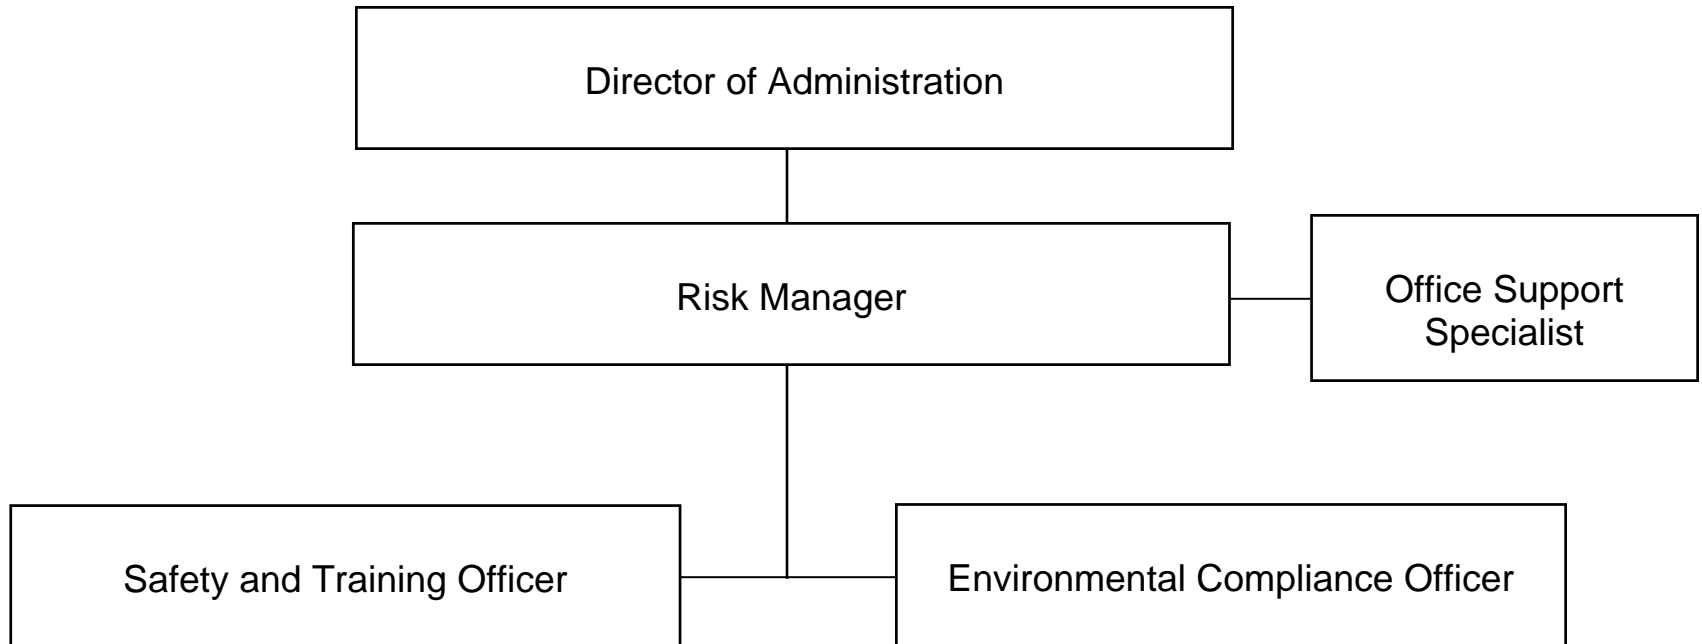 Director of Administration
Risk Manager
Office Support
Specialist
Safety and Training Officer
Environmental Compliance Officer